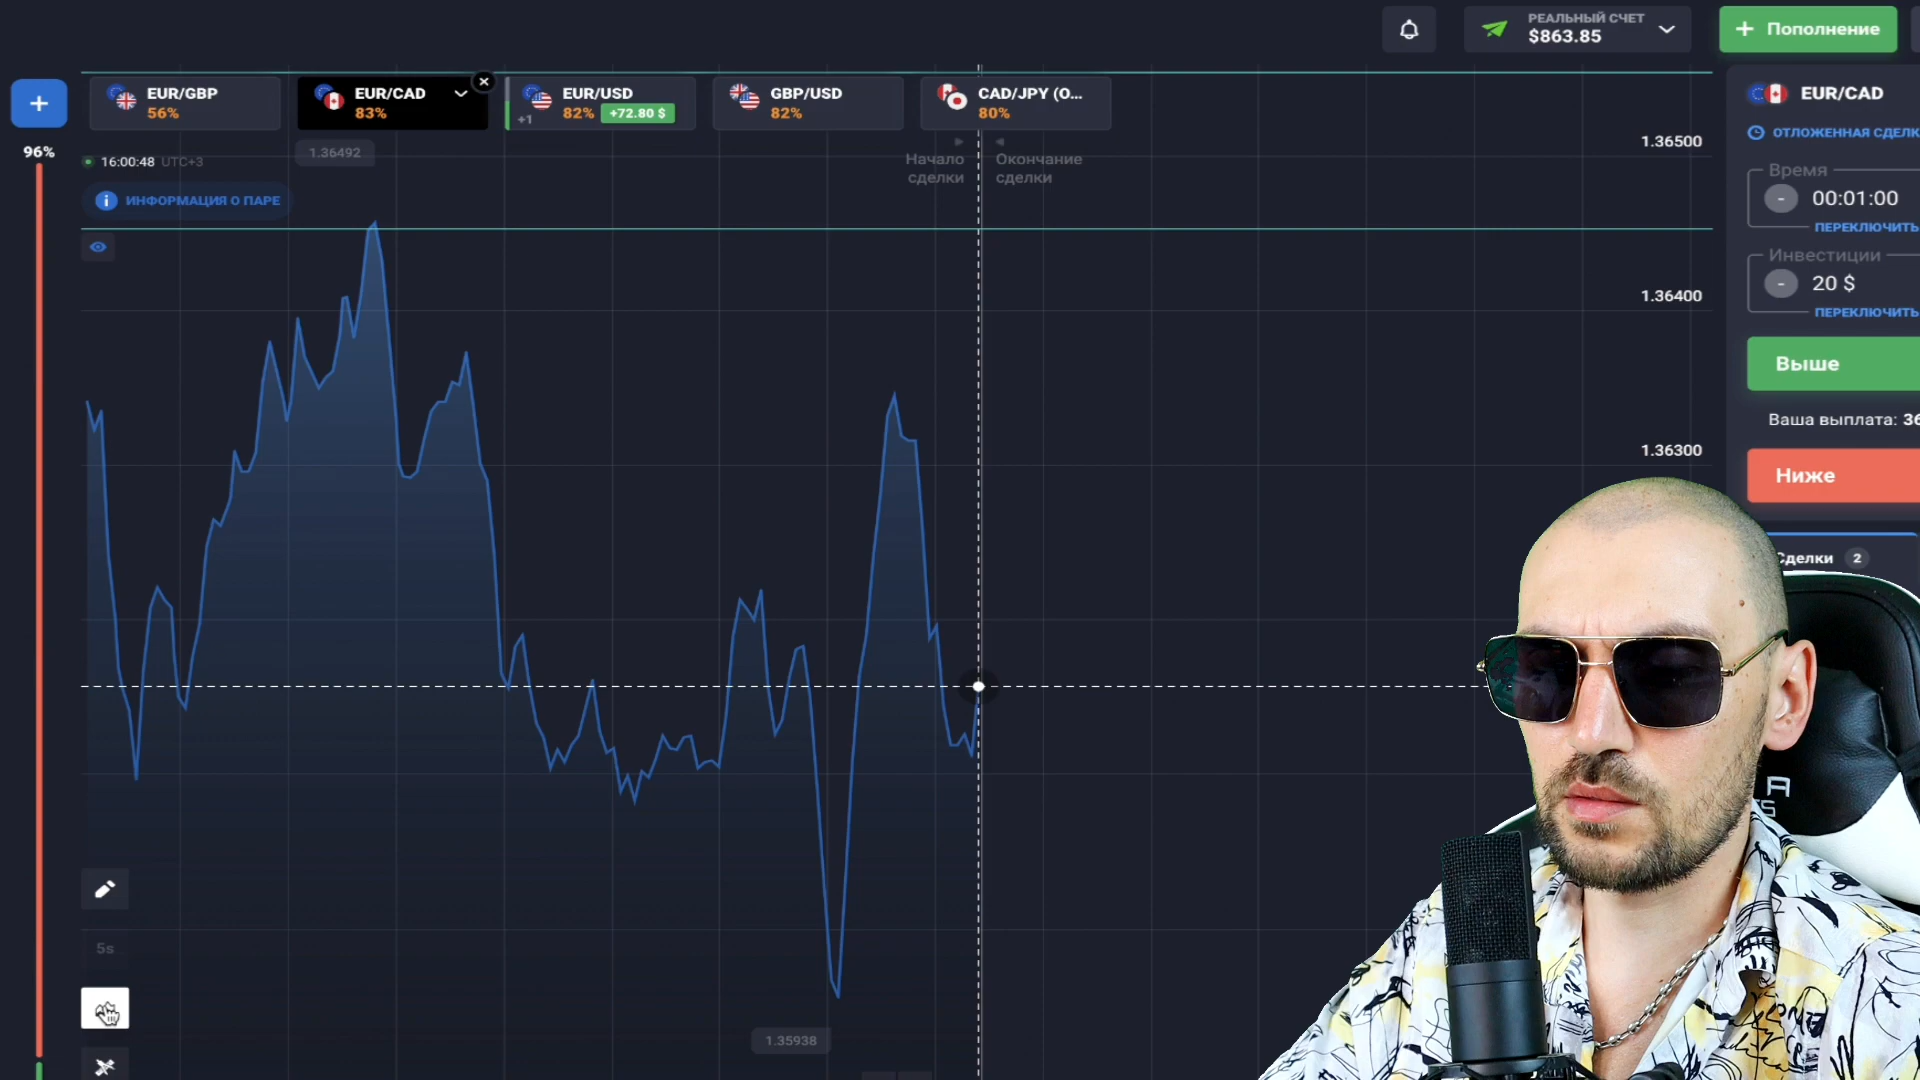 РЕАЛЬНЫЙ СЧЕТ
$863.85
+ Пополнение
+
EUR/GBP
56%
EUR/CAD
83%
EUR/USD
+1
82%
+72.80 $
GBP/USD
82%
CAD/JPY (O...
80%
EUR/CAD
96%
16:00:48 UTC+3
1.36492
Начало
сделки
Окончание
сделки
1.36500
ОТЛОЖЕННАЯ СДЕЛК
ИНФОРМАЦИЯ О ПАРЕ
Время
- 00:01:00
ПЕРЕКЛЮЧИТЬ
Инвестиции
- 20 $
ПЕРЕКЛЮЧИТЬ
1.36400
Выше
Ваша выплата: 36
1.36300
Ниже
Сделки 2
5s
1.35938